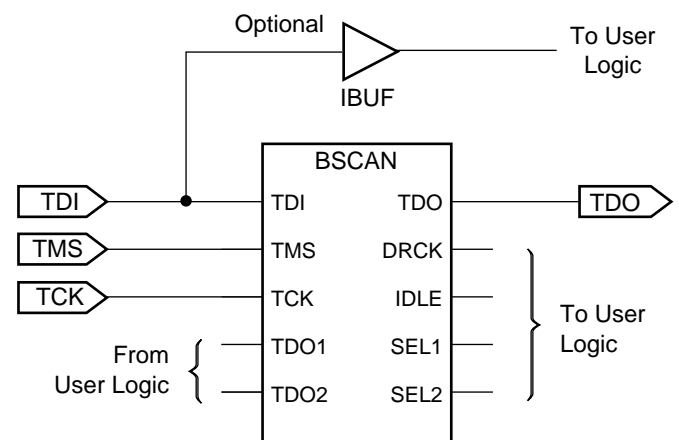 Optional
To User
Logic
IBUF
BSCAN
TDI
TDI
TDO
TDO
TMS
TMS
DRCK
TCK
TCK
IDLE
To User
Logic
From
User Logic
TDO1
SEL1
TDO2
SEL2